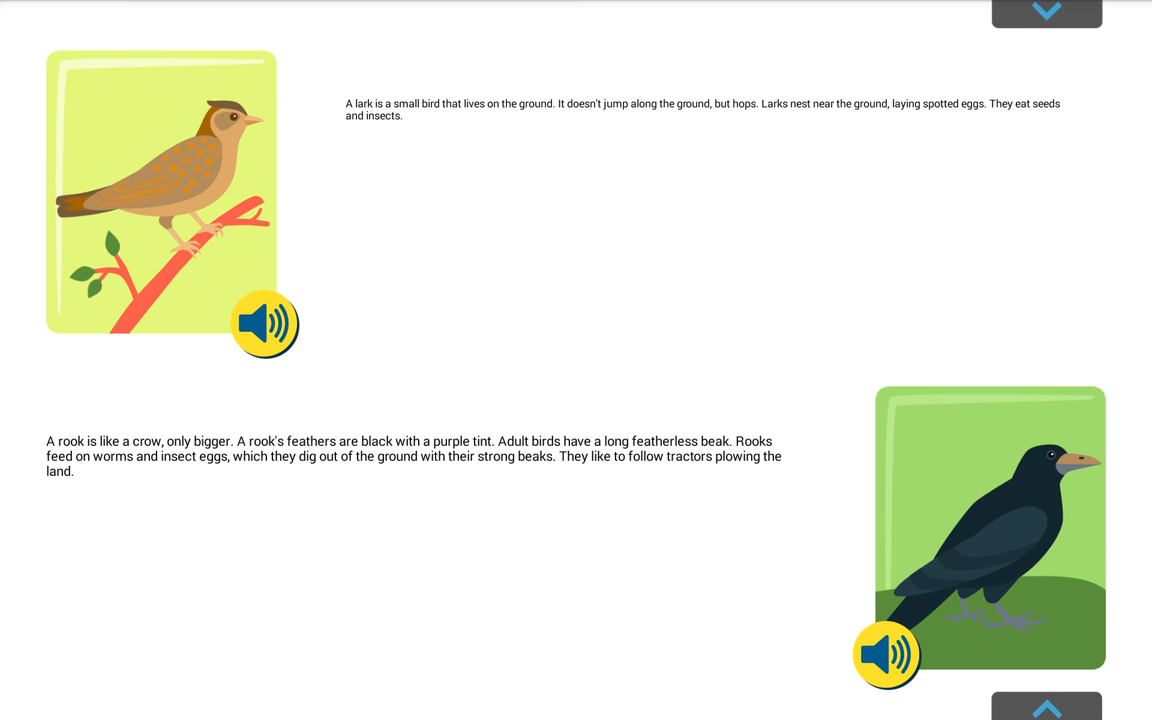 A lark is a small bird that lives on the ground. It doesn't jump along the ground, but hops. Larks nest near the ground, laying spotted eggs. They eat seeds
and insects.
A rook is like a crow, only bigger. A rook's feathers are black with a purple tint. Adult birds have a long featherless beak. Rooks
feed on worms and insect eggs, which they dig out of the ground with their strong beaks. They like to follow tractors plowing the
land.